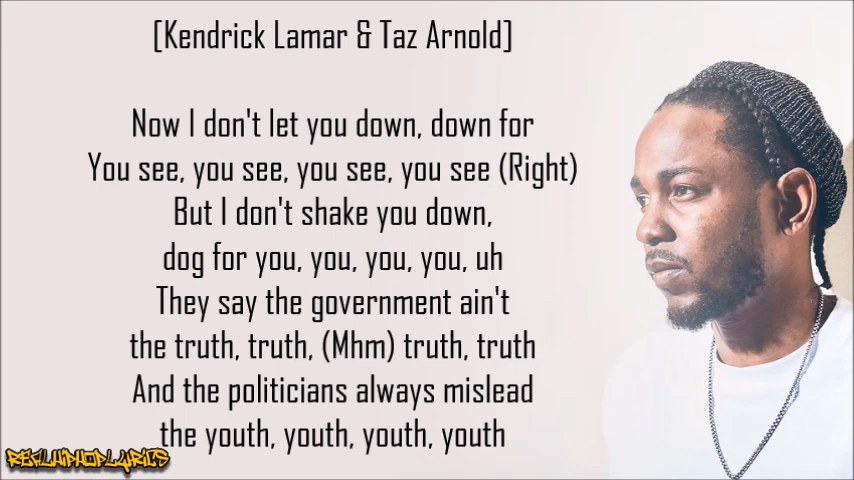 [Kendrick Lamar & Taz Arnold]
Now I don't let you down, down for
You see, you see, you see, you see (Right)
But I don't shake you down,
dog for you, you, you, you, uh
They say the government ain't
the truth, truth, (Mhm) truth, truth
And the politicians always mislead
the youth, youth, youth, youth
REALHIPHOPLYRICS